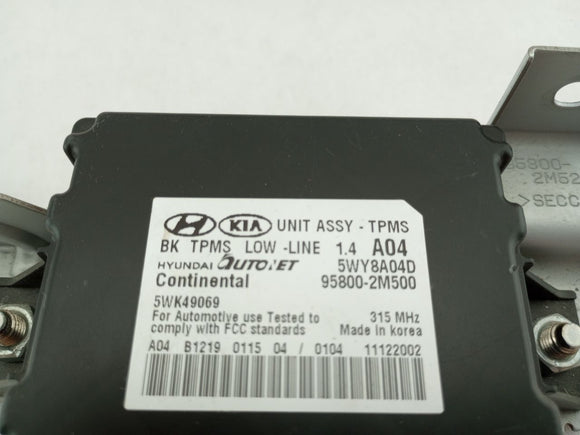 HYUNDAI KIA UNIT ASSY - TPMS
BK TPMS LOW -LINE 1.4 A04
HYUNDAI AUTONET 5WY8A04D
Continental 95800-2M500
5WK49069
For Automotive use Tested to 315 MHz
comply with FCC standards Made in korea
A04 B1219 0115 04 / 0104 11122002
95800-
2M52
>SECC